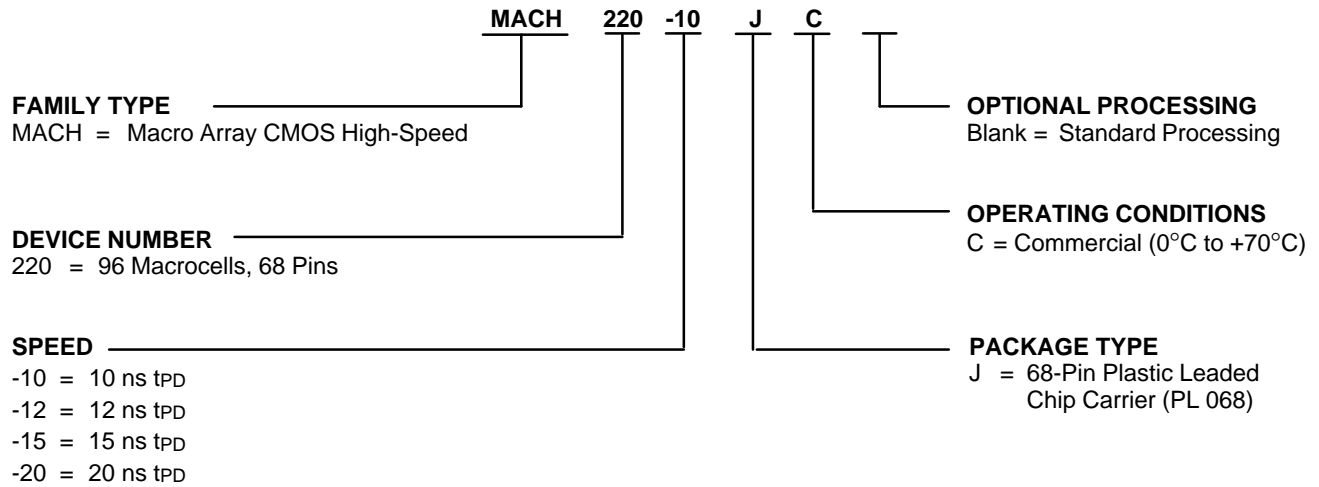 MACH 220 -10 J C
FAMILY TYPE
MACH = Macro Array CMOS High-Speed
DEVICE NUMBER
220 = 96 Macrocells, 68 Pins
SPEED
-10 = 10 ns tPD
-12 = 12 ns tPD
-15 = 15 ns tPD
-20 = 20 ns tPD
OPTIONAL PROCESSING
Blank = Standard Processing
OPERATING CONDITIONS
C = Commercial (0°C to +70°C)
PACKAGE TYPE
J = 68-Pin Plastic Leaded
Chip Carrier (PL 068)